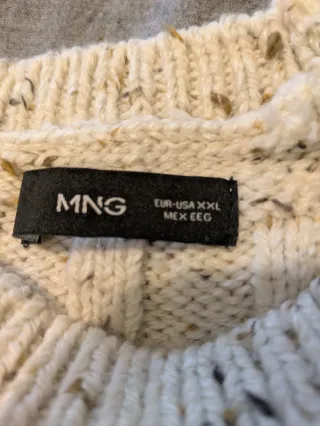 MNG
EUR-USA XXL
MEX EEG